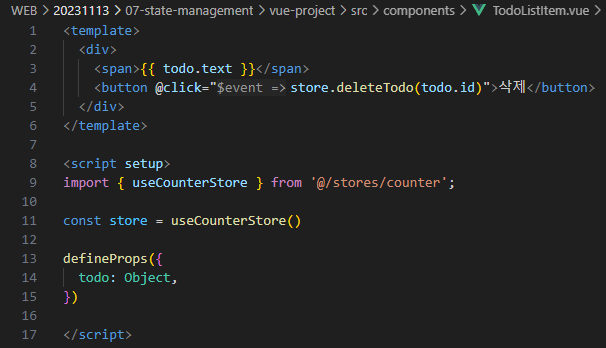 WEB > 20231113 > 07-state-management > vue-project > src > components > TodoListItem.vue > ...
1 <template>
2 <div>
3 <span>{{ todo.text }}</span>
4 <button @click="$event => store.deleteTodo(todo.id)">삭제</button>
5 </div>
6 </template>
7
8 <script setup>
9 import { useCounterStore } from '@/stores/counter';
10
11 const store = useCounterStore()
12
13 defineProps({
14 todo: Object,
15 })
16
17 </script>